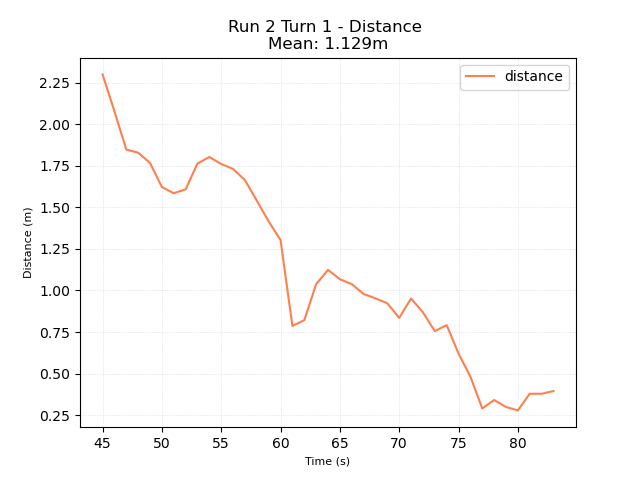 Run 2 Turn 1 - Distance
Mean: 1.129m
distance
2.25
2.00
1.75
1.50
1.25
1.00
0.75
0.50
0.25
Distance (m)
45 50 55 60 65 70 75 80
Time (s)